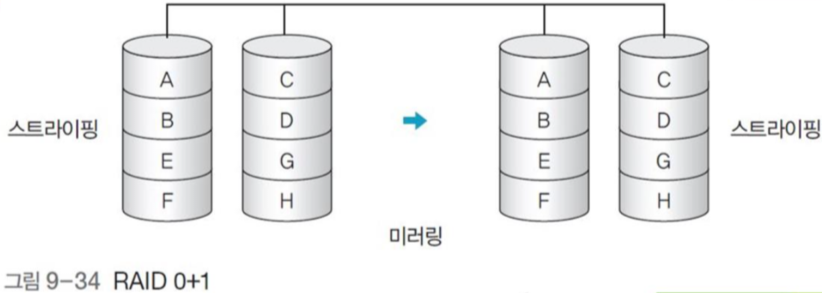 A C A C
스트라이핑 B D B D 스트라이핑
E G E G
F H F H
미러링
그림 9-34 RAID 0+1